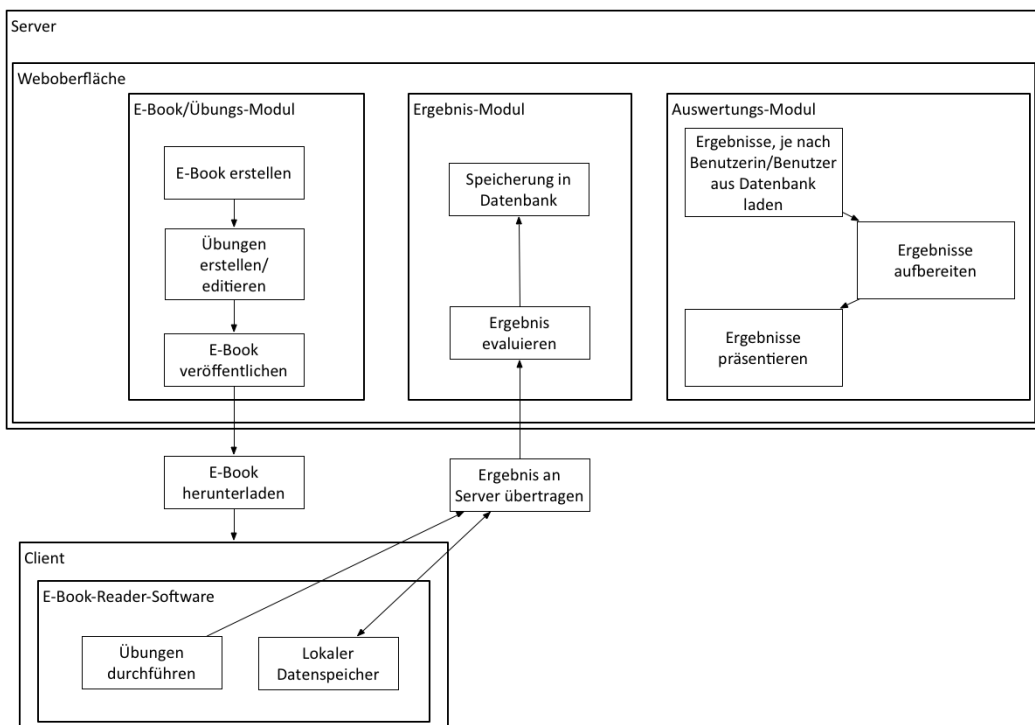 Server
Weboberfläche
E-Book/Übungs-Modul
E-Book erstellen
Übungen
erstellen/
editieren
E-Book
veröffentlichen
Ergebnis-Modul
Speicherung in
Datenbank
Ergebnis
evaluieren
Auswertungs-Modul
Ergebnisse, je nach
Benutzerin/Benutzer
aus Datenbank
laden
Ergebnisse
aufbereiten
Ergebnisse
präsentieren
E-Book
herunterladen
Ergebnis an
Server übertragen
Client
E-Book-Reader-Software
Übungen
durchführen
Lokaler
Datenspeicher